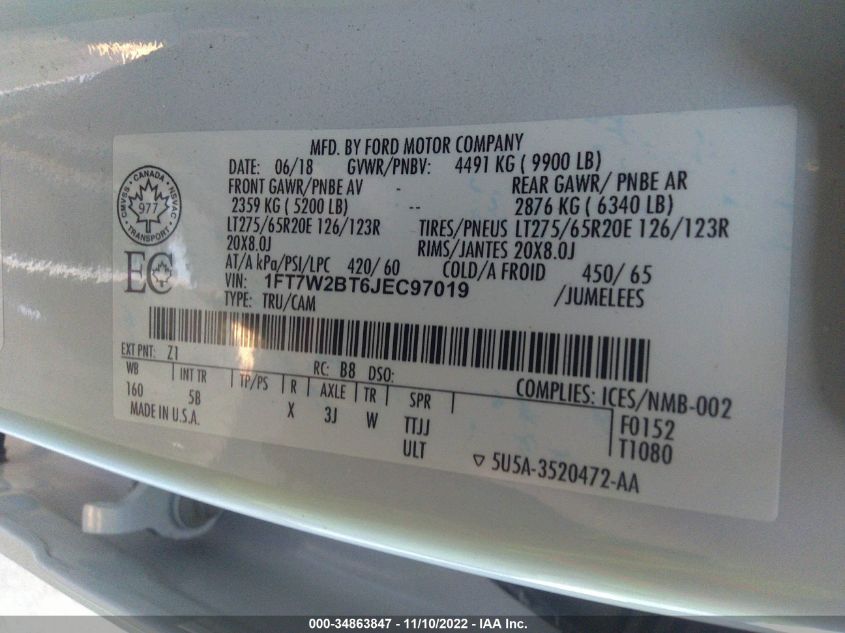 MFD. BY FORD MOTOR COMPANY
DATE: 06/18 GVWR/PNBV: 4491 KG ( 9900 LB)
FRONT GAWR/PNBE AV - REAR GAWR/ PNBE AR
2359 KG ( 5200 LB) -- 2876 KG ( 6340 LB)
LT275/65R20E 126/123R TIRES/PNEUS LT275/65R20E 126/123R
20X8.0J RIMS/JANTES 20X8.0J
AT/A kPa/PSI/LPC 420/ 60 COLD/A FROID 450/ 65
VIN: 1FT7W2BT6JEC97019 /JUMELEES
TYPE: TRU/CAM
CMVSS CANADA NSVAC
977
TRANSPORT
EC
EXT PNT: Z1 RC: B8 DSO:
COMPLIES: ICES/NMB-002
WB INT TR TP/PS R AXLE TR SPR
160 5B X 3J W TTJJ F0152
ULT T1080
MADE IN U.S.A.
▽ 5U5A-3520472-AA
000-34863847 - 11/10/2022 - IAA Inc.